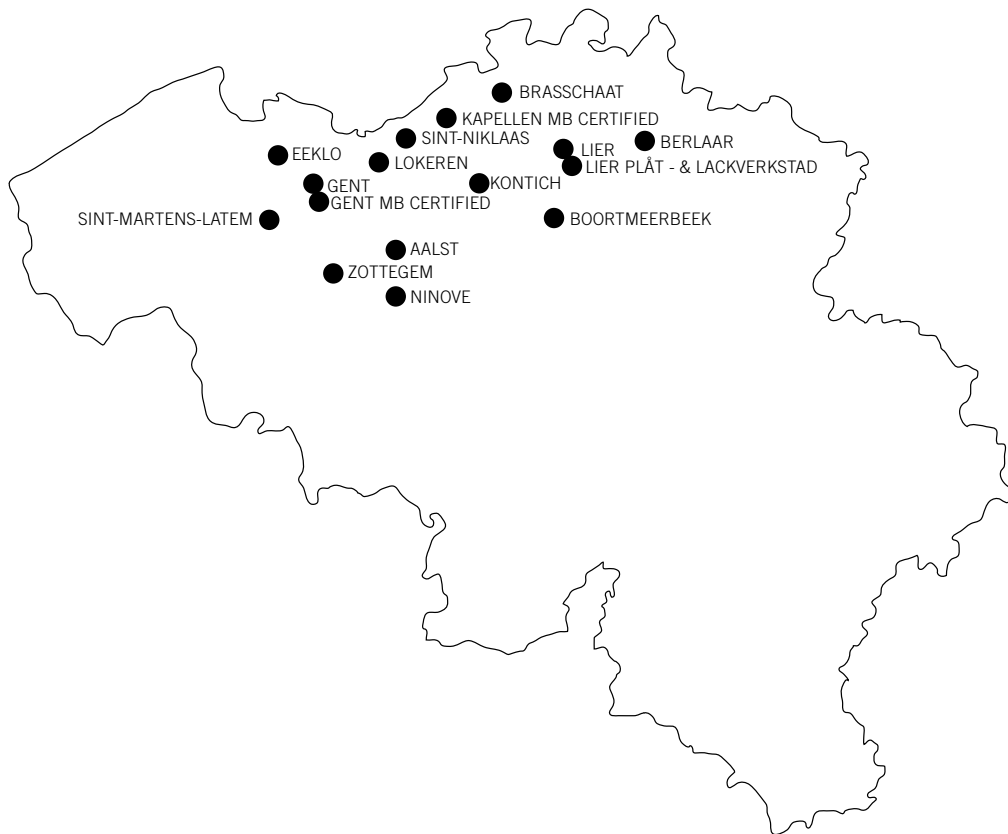 BRASSCHAAT
KAPELLEN MB CERTIFIED
SINT-NIKLAAS
BERLAAR
LIER
EEKLO
LOKEREN
LIER PLÅT - & LACKVERKSTAD
GENT
KONTICH
GENT MB CERTIFIED
SINT-MARTENS-LATEM
BOORTMEERBEEK
AALST
ZOTTEGEM
NINOVE